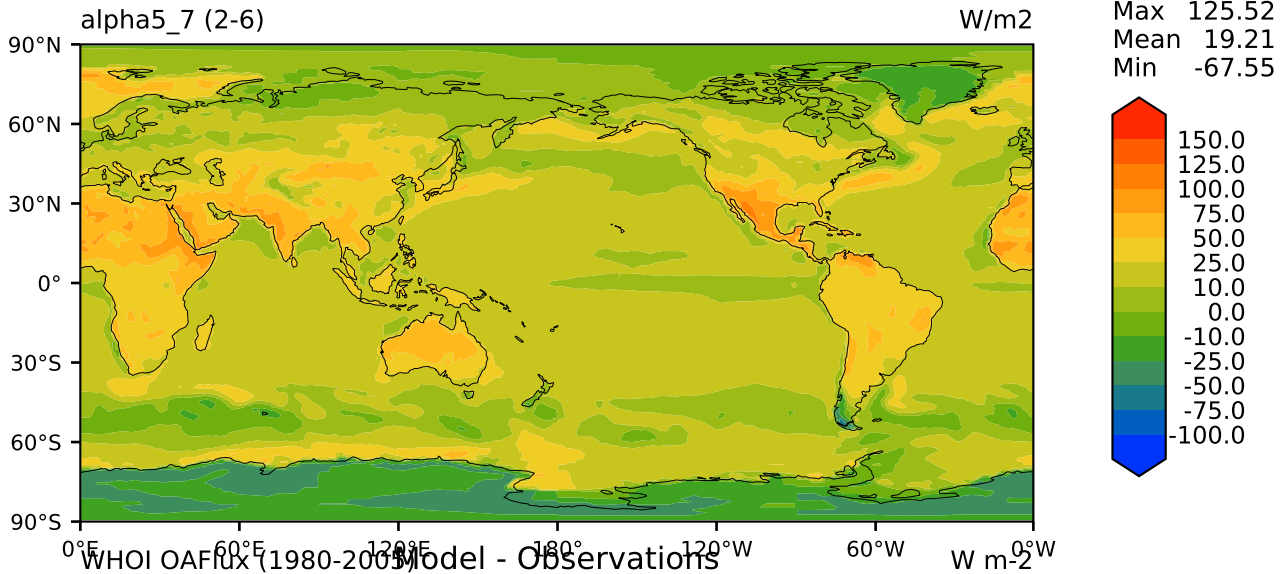 alpha5_7 (2-6)
W/m2
Max 125.52
Mean 19.21
Min -67.55
90°N
60°N
30°N
0°
30°S
60°S
90°S
0°E
60°E
120°E
180°
120°W
60°W
0°W
150.0
125.0
100.0
75.0
50.0
25.0
10.0
0.0
-10.0
-25.0
-50.0
-75.0
-100.0
WHOI OAFlux (1980-2005)
Model - Observations
W m-2